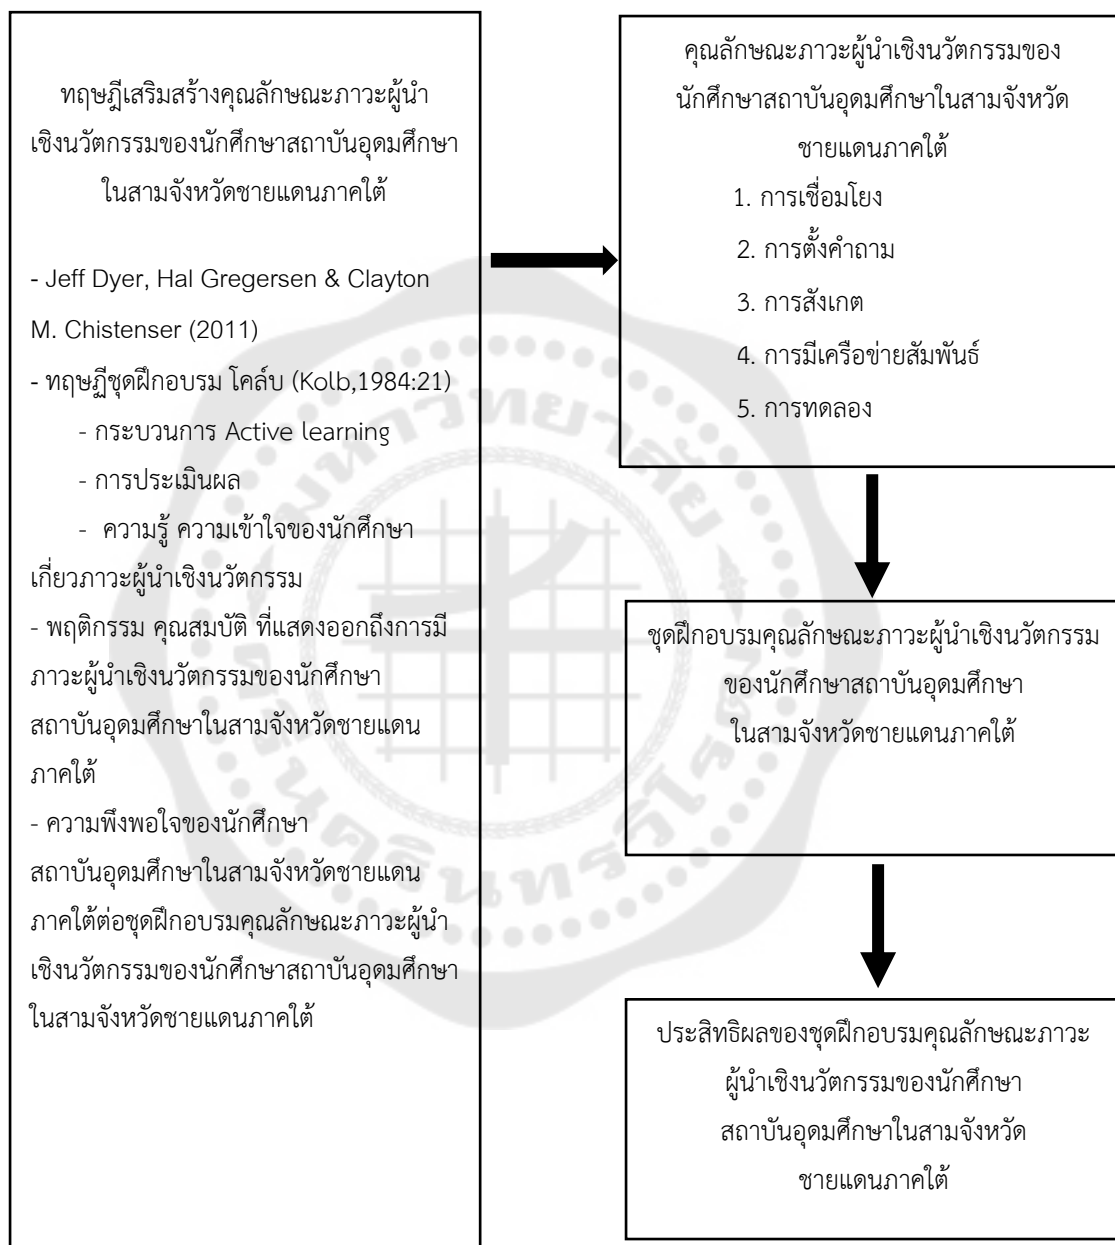 ทฤษฎีเสริมสร้างคุณลักษณะภาวะผู้นำ
เชิงนวัตกรรมของนักศึกษาสถาบันอุดมศึกษา
ในสามจังหวัดชายแดนภาคใต้
- Jeff Dyer, Hal Gregersen & Clayton
M. Chistenser (2011)
- ทฤษฏีชุดฝึกอบรม โคล์บ (Kolb,1984:21)
- กระบวนการ Active learning
- การประเมินผล
- ความรู้ ความเข้าใจของนักศึกษา
เกี่ยวภาวะผู้นำเชิงนวัตกรรม
- พฤติกรรม คุณสมบัติ ที่แสดงออกถึงการมี
ภาวะผู้นำเชิงนวัตกรรมของนักศึกษา
สถาบันอุดมศึกษาในสามจังหวัดชายแดน
ภาคใต้
- ความพึงพอใจของนักศึกษา
สถาบันอุดมศึกษาในสามจังหวัดชายแดน
ภาคใต้ต่อชุดฝึกอบรมคุณลักษณะภาวะผู้นำ
เชิงนวัตกรรมของนักศึกษาสถาบันอุดมศึกษา
ในสามจังหวัดชายแดนภาคใต้
คุณลักษณะภาวะผู้นำเชิงนวัตกรรมของ
นักศึกษาสถาบันอุดมศึกษาในสามจังหวัด
ชายแดนภาคใต้
1. การเชื่อมโยง
2. การตั้งคำถาม
3. การสังเกต
4. การมีเครือข่ายสัมพันธ์
5. การทดลอง
ชุดฝึกอบรมคุณลักษณะภาวะผู้นำเชิงนวัตกรรม
ของนักศึกษาสถาบันอุดมศึกษา
ในสามจังหวัดชายแดนภาคใต้
ประสิทธิผลของชุดฝึกอบรมคุณลักษณะภาวะ
ผู้นำเชิงนวัตกรรมของนักศึกษา
สถาบันอุดมศึกษาในสามจังหวัด
ชายแดนภาคใต้
มหาวิทยาลัย
ศรีนครินทรวิโรฒ